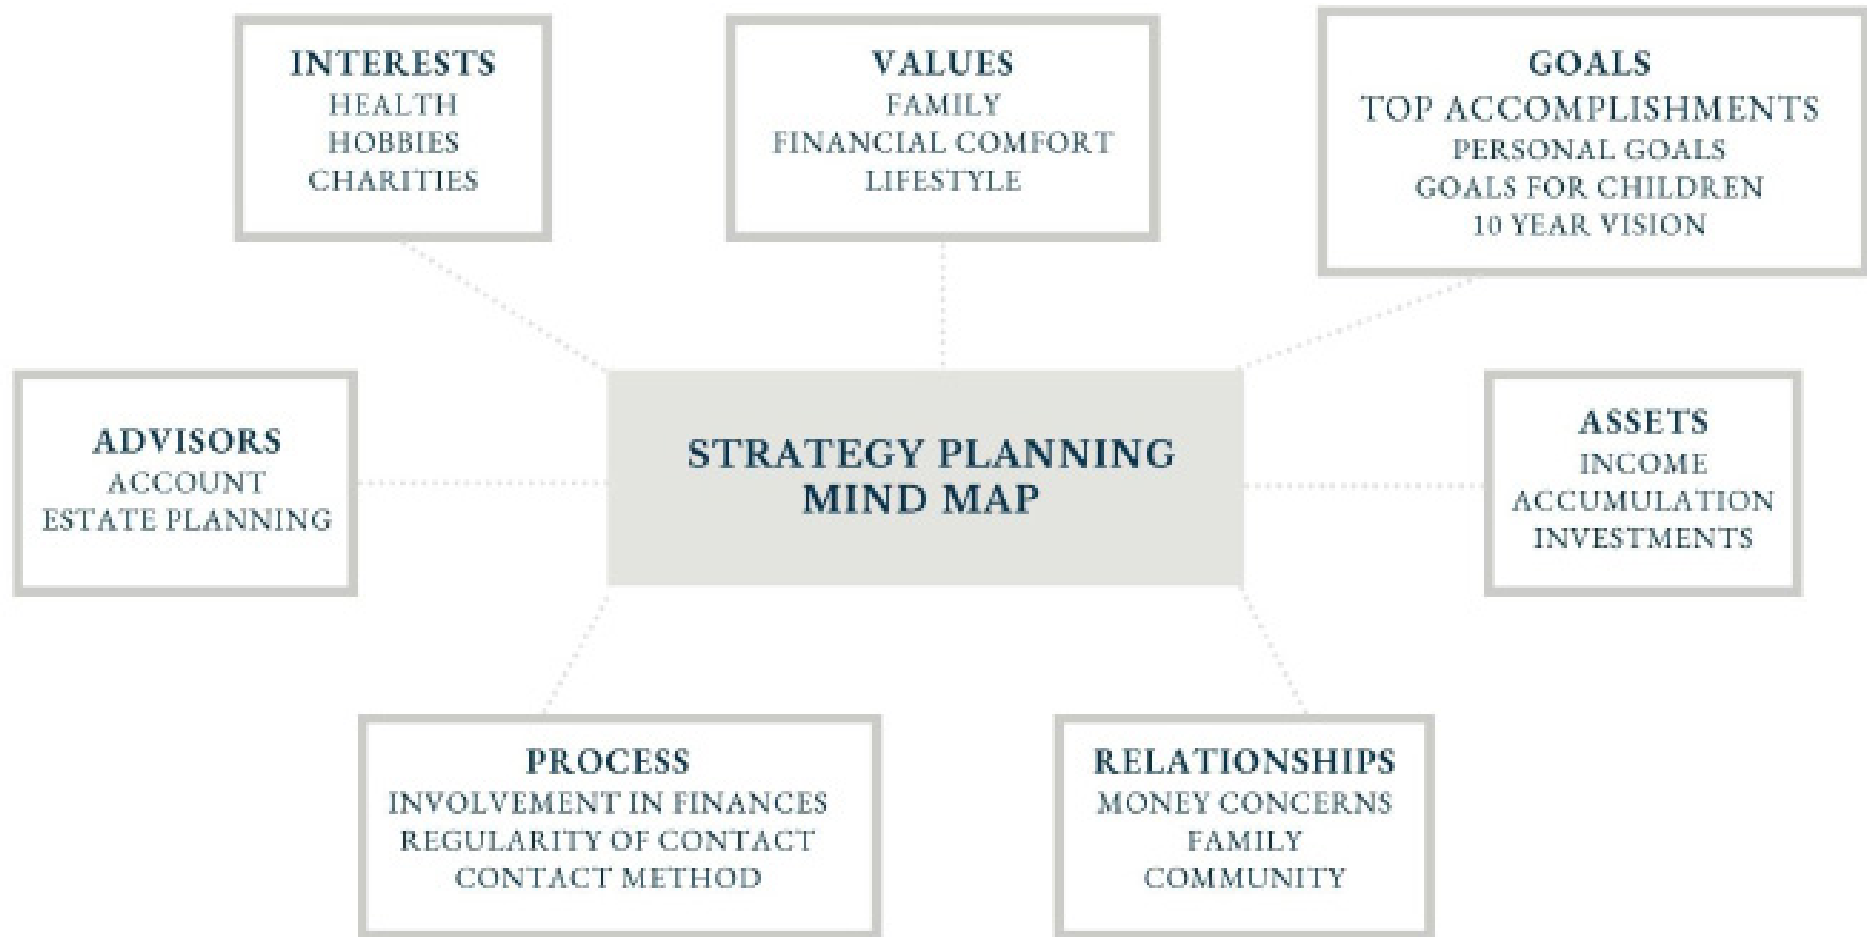 INTERESTS
HEALTH
HOBBIES
CHARITIES
VALUES
FAMILY
FINANCIAL COMFORT
LIFESTYLE
GOALS
TOP ACCOMPLISHMENTS
PERSONAL GOALS
GOALS FOR CHILDREN
10 YEAR VISION
ADVISORS
ACCOUNT
ESTATE PLANNING
STRATEGY PLANNING
MIND MAP
ASSETS
INCOME
ACCUMULATION
INVESTMENTS
PROCESS
INVOLVEMENT IN FINANCES
REGULARITY OF CONTACT
CONTACT METHOD
RELATIONSHIPS
MONEY CONCERNS
FAMILY
COMMUNITY